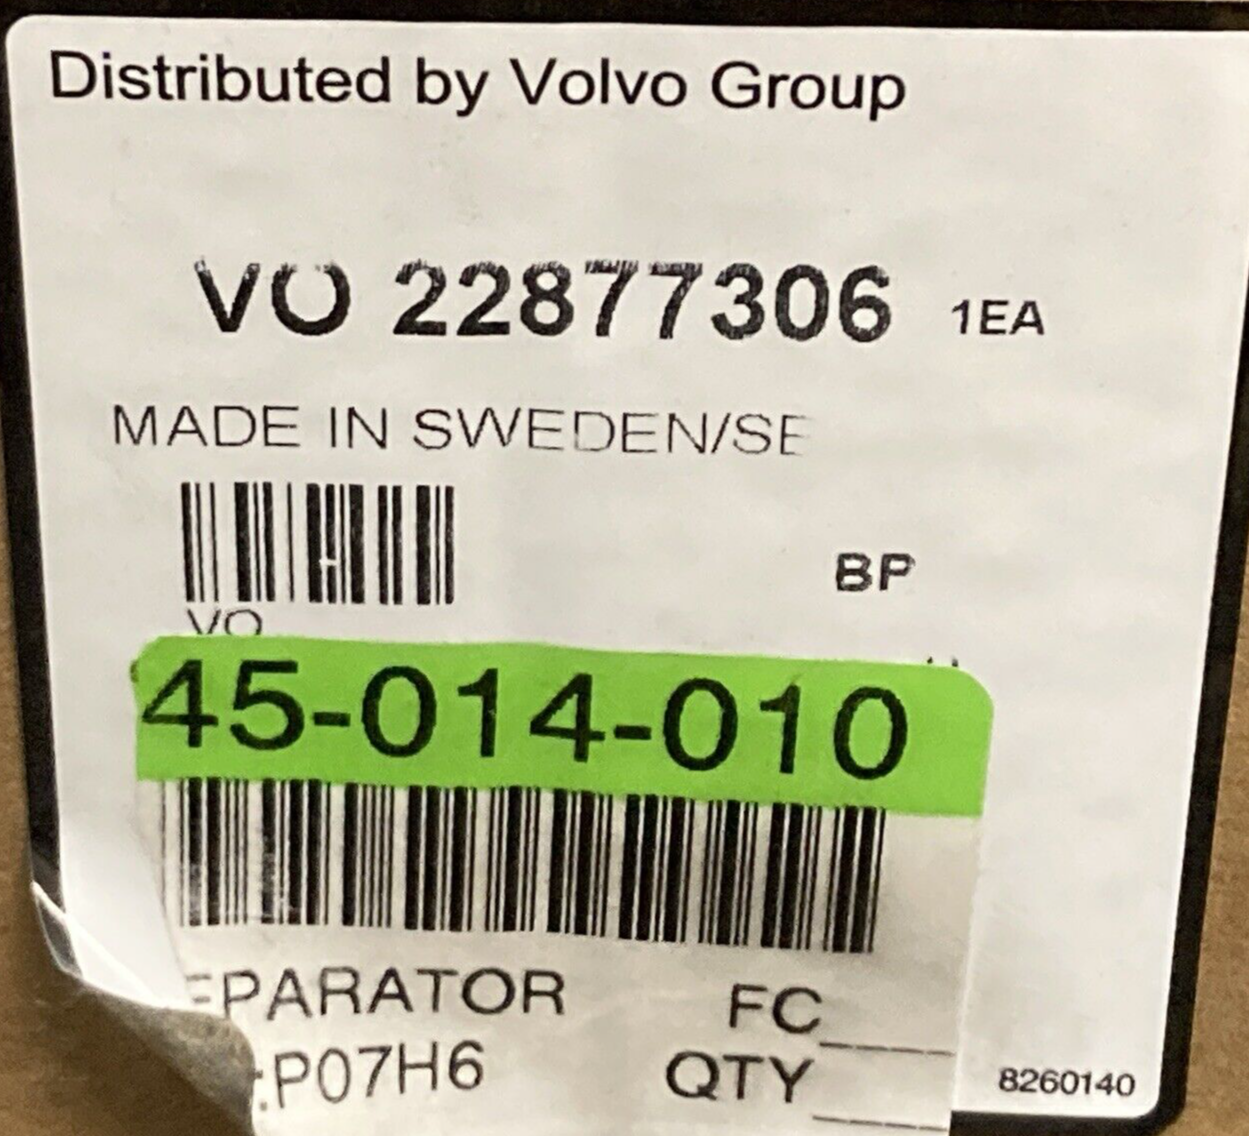 Distributed by Volvo Group
VO 22877306 1EA
MADE IN SWEDEN/SE
BP
VO
45-014-010
EPARATOR FC
:P07H6 QTY
8260140